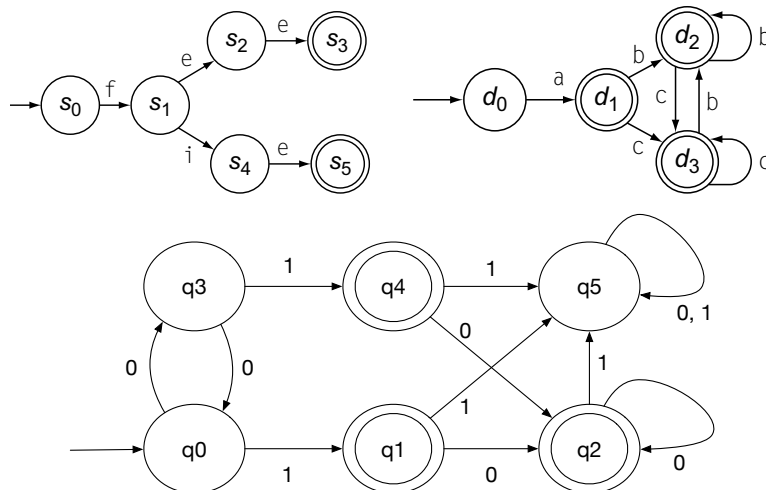 s2 e s3
e
s0 f s1
i
s4 e s5
d2 b
b
d0 a d1 c b
c
d3 c
q3 1 q4 1 q5
0, 1
0
0 0 1 1
q0 1 q1 0 q2 0